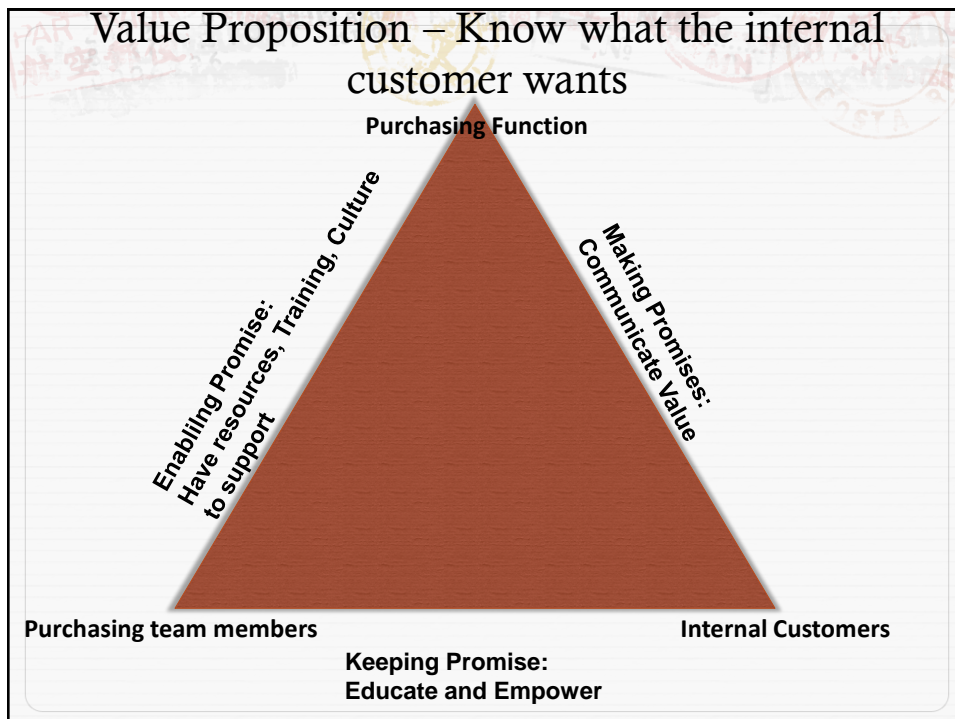 Value Proposition – Know what the internal
customer wants
Purchasing Function
Enablilng Promise:
Have resources, Training, Culture
to support
Making Promises:
Communicate Value
Purchasing team members
Internal Customers
Keeping Promise:
Educate and Empower